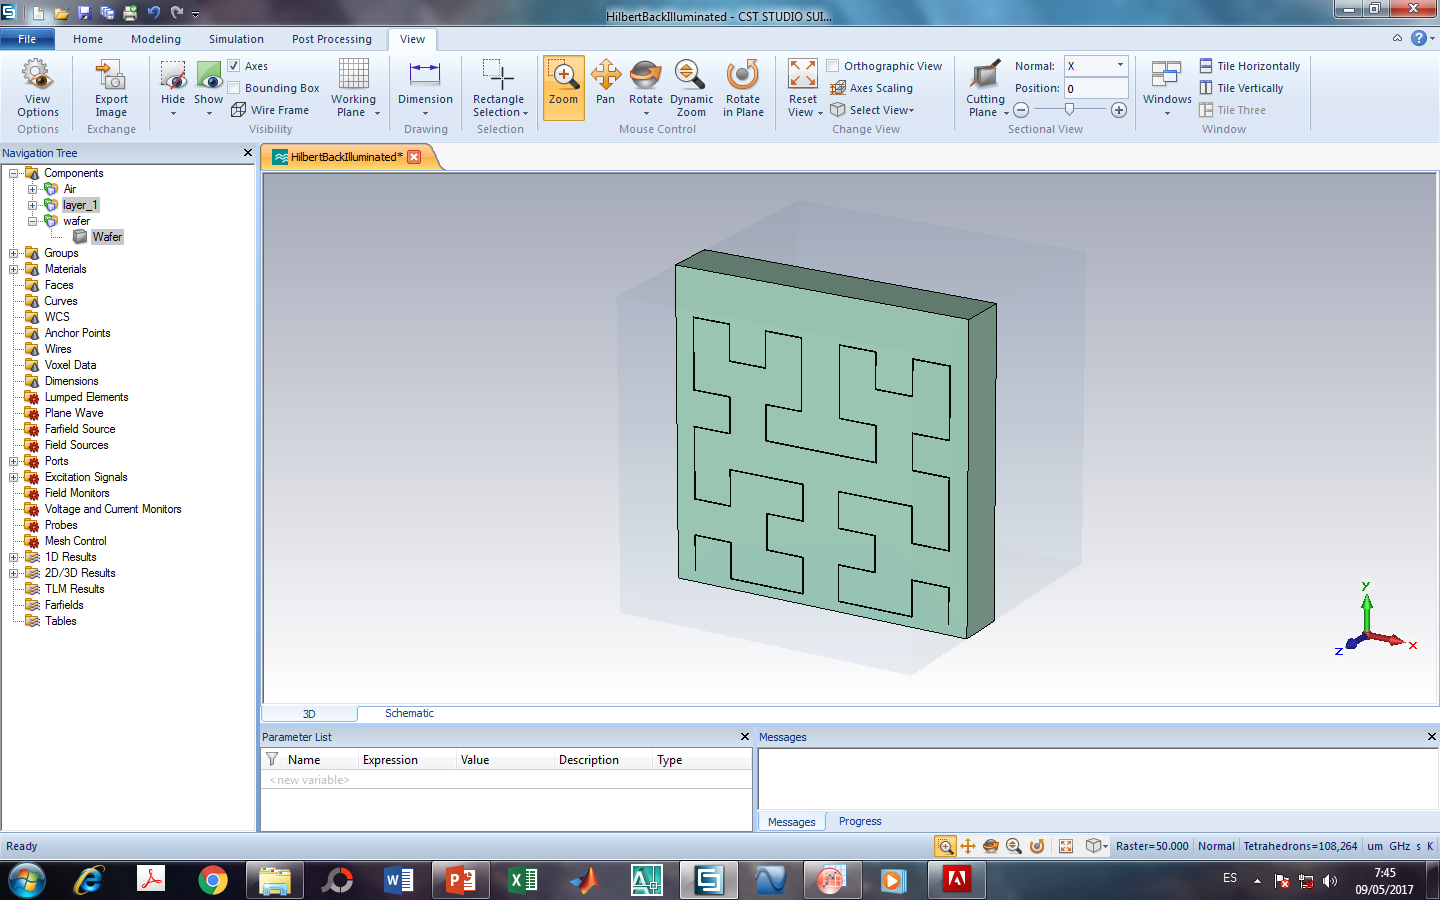 HilbertBackIlluminated - CST STUDIO SUI...
File Home Modeling Simulation Post Processing View
View Options
Options
Export Image
Exchange
Hide Show
Axes
Bounding Box
Wire Frame
Working Plane
Visibility
Dimension
Drawing
Rectangle Selection
Selection
Zoom Pan Rotate Dynamic Zoom Rotate in Plane
Mouse Control
Reset View
Orthographic View
Axes Scaling
Select View
Change View
Cutting Plane
Normal: X
Position: 0
Sectional View
Windows
Tile Horizontally
Tile Vertically
Tile Three
Window
Navigation Tree
HilbertBackIlluminated*
Components
Air
layer_1
wafer
Wafer
Groups
Materials
Faces
Curves
WCS
Anchor Points
Wires
Voxel Data
Dimensions
Lumped Elements
Plane Wave
Farfield Source
Field Sources
Ports
Excitation Signals
Field Monitors
Voltage and Current Monitors
Probes
Mesh Control
1D Results
2D/3D Results
TLM Results
Farfields
Tables
y
x
z
3D Schematic
Parameter List
Name Expression Value Description Type
<new variable>
Messages
Messages Progress
Ready
Raster=50.000 Normal Tetrahedrons=108,264 um GHz s K
ES
7:45
09/05/2017